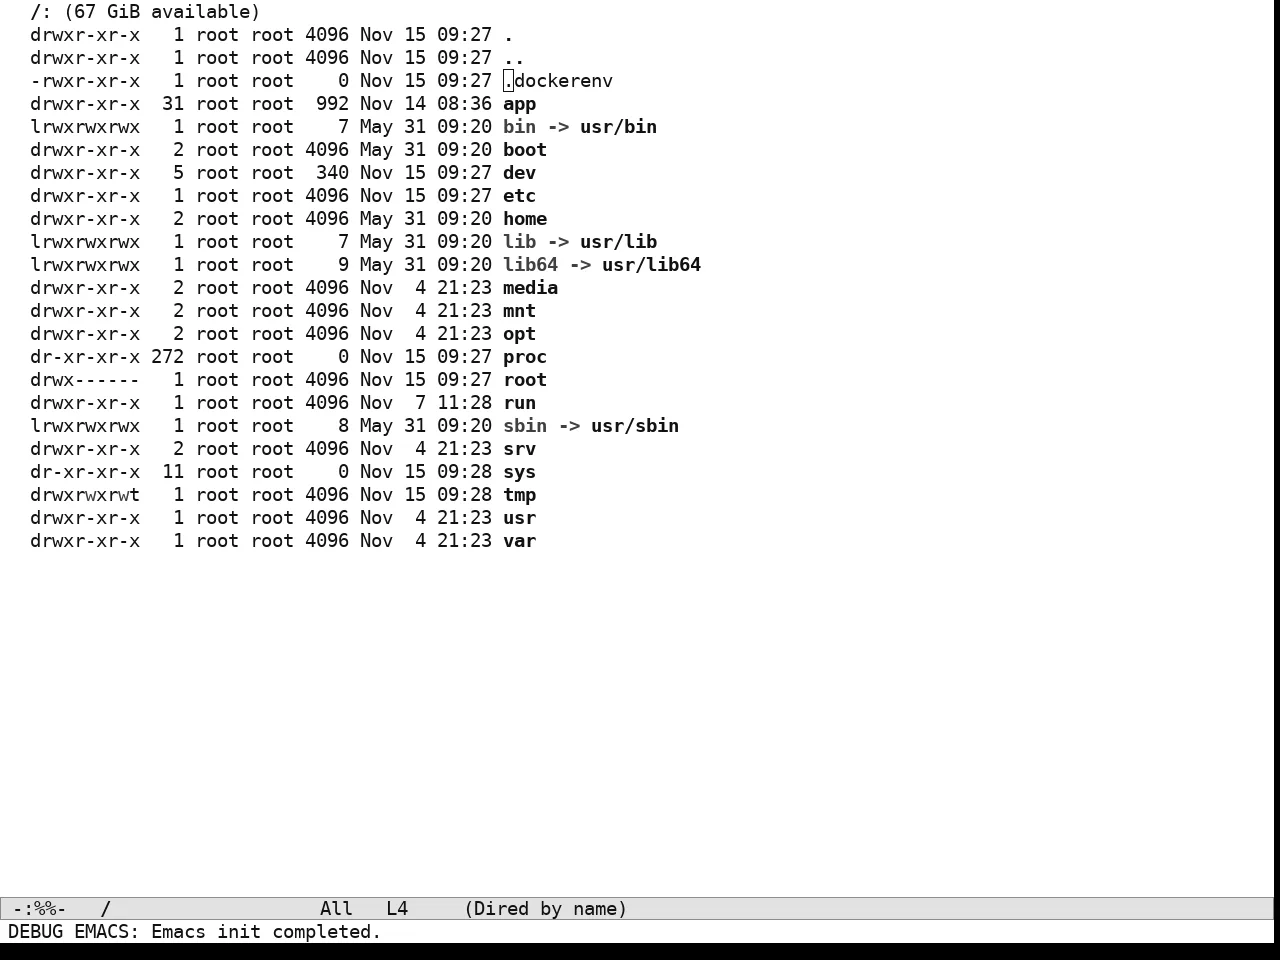 /: (67 GiB available)
drwxr-xr-x   1 root root 4096 Nov 15 09:27 .
drwxr-xr-x   1 root root 4096 Nov 15 09:27 ..
-rwxr-xr-x   1 root root    0 Nov 15 09:27 .dockerenv
drwxr-xr-x  31 root root  992 Nov 14 08:36 app
lrwxrwxrwx   1 root root    7 May 31 09:20 bin -> usr/bin
drwxr-xr-x   2 root root 4096 May 31 09:20 boot
drwxr-xr-x   5 root root  340 Nov 15 09:27 dev
drwxr-xr-x   1 root root 4096 Nov 15 09:27 etc
drwxr-xr-x   2 root root 4096 May 31 09:20 home
lrwxrwxrwx   1 root root    7 May 31 09:20 lib -> usr/lib
lrwxrwxrwx   1 root root    9 May 31 09:20 lib64 -> usr/lib64
drwxr-xr-x   2 root root 4096 Nov  4 21:23 media
drwxr-xr-x   2 root root 4096 Nov  4 21:23 mnt
drwxr-xr-x   2 root root 4096 Nov  4 21:23 opt
dr-xr-xr-x 272 root root    0 Nov 15 09:27 proc
drwx------   1 root root 4096 Nov 15 09:27 root
drwxr-xr-x   1 root root 4096 Nov  7 11:28 run
lrwxrwxrwx   1 root root    8 May 31 09:20 sbin -> usr/sbin
drwxr-xr-x   2 root root 4096 Nov  4 21:23 srv
dr-xr-xr-x  11 root root    0 Nov 15 09:28 sys
drwxrwxrwt   1 root root 4096 Nov 15 09:28 tmp
drwxr-xr-x   1 root root 4096 Nov  4 21:23 usr
drwxr-xr-x   1 root root 4096 Nov  4 21:23 var
-:%%-   /                   All   L4     (Dired by name)
DEBUG EMACS: Emacs init completed.